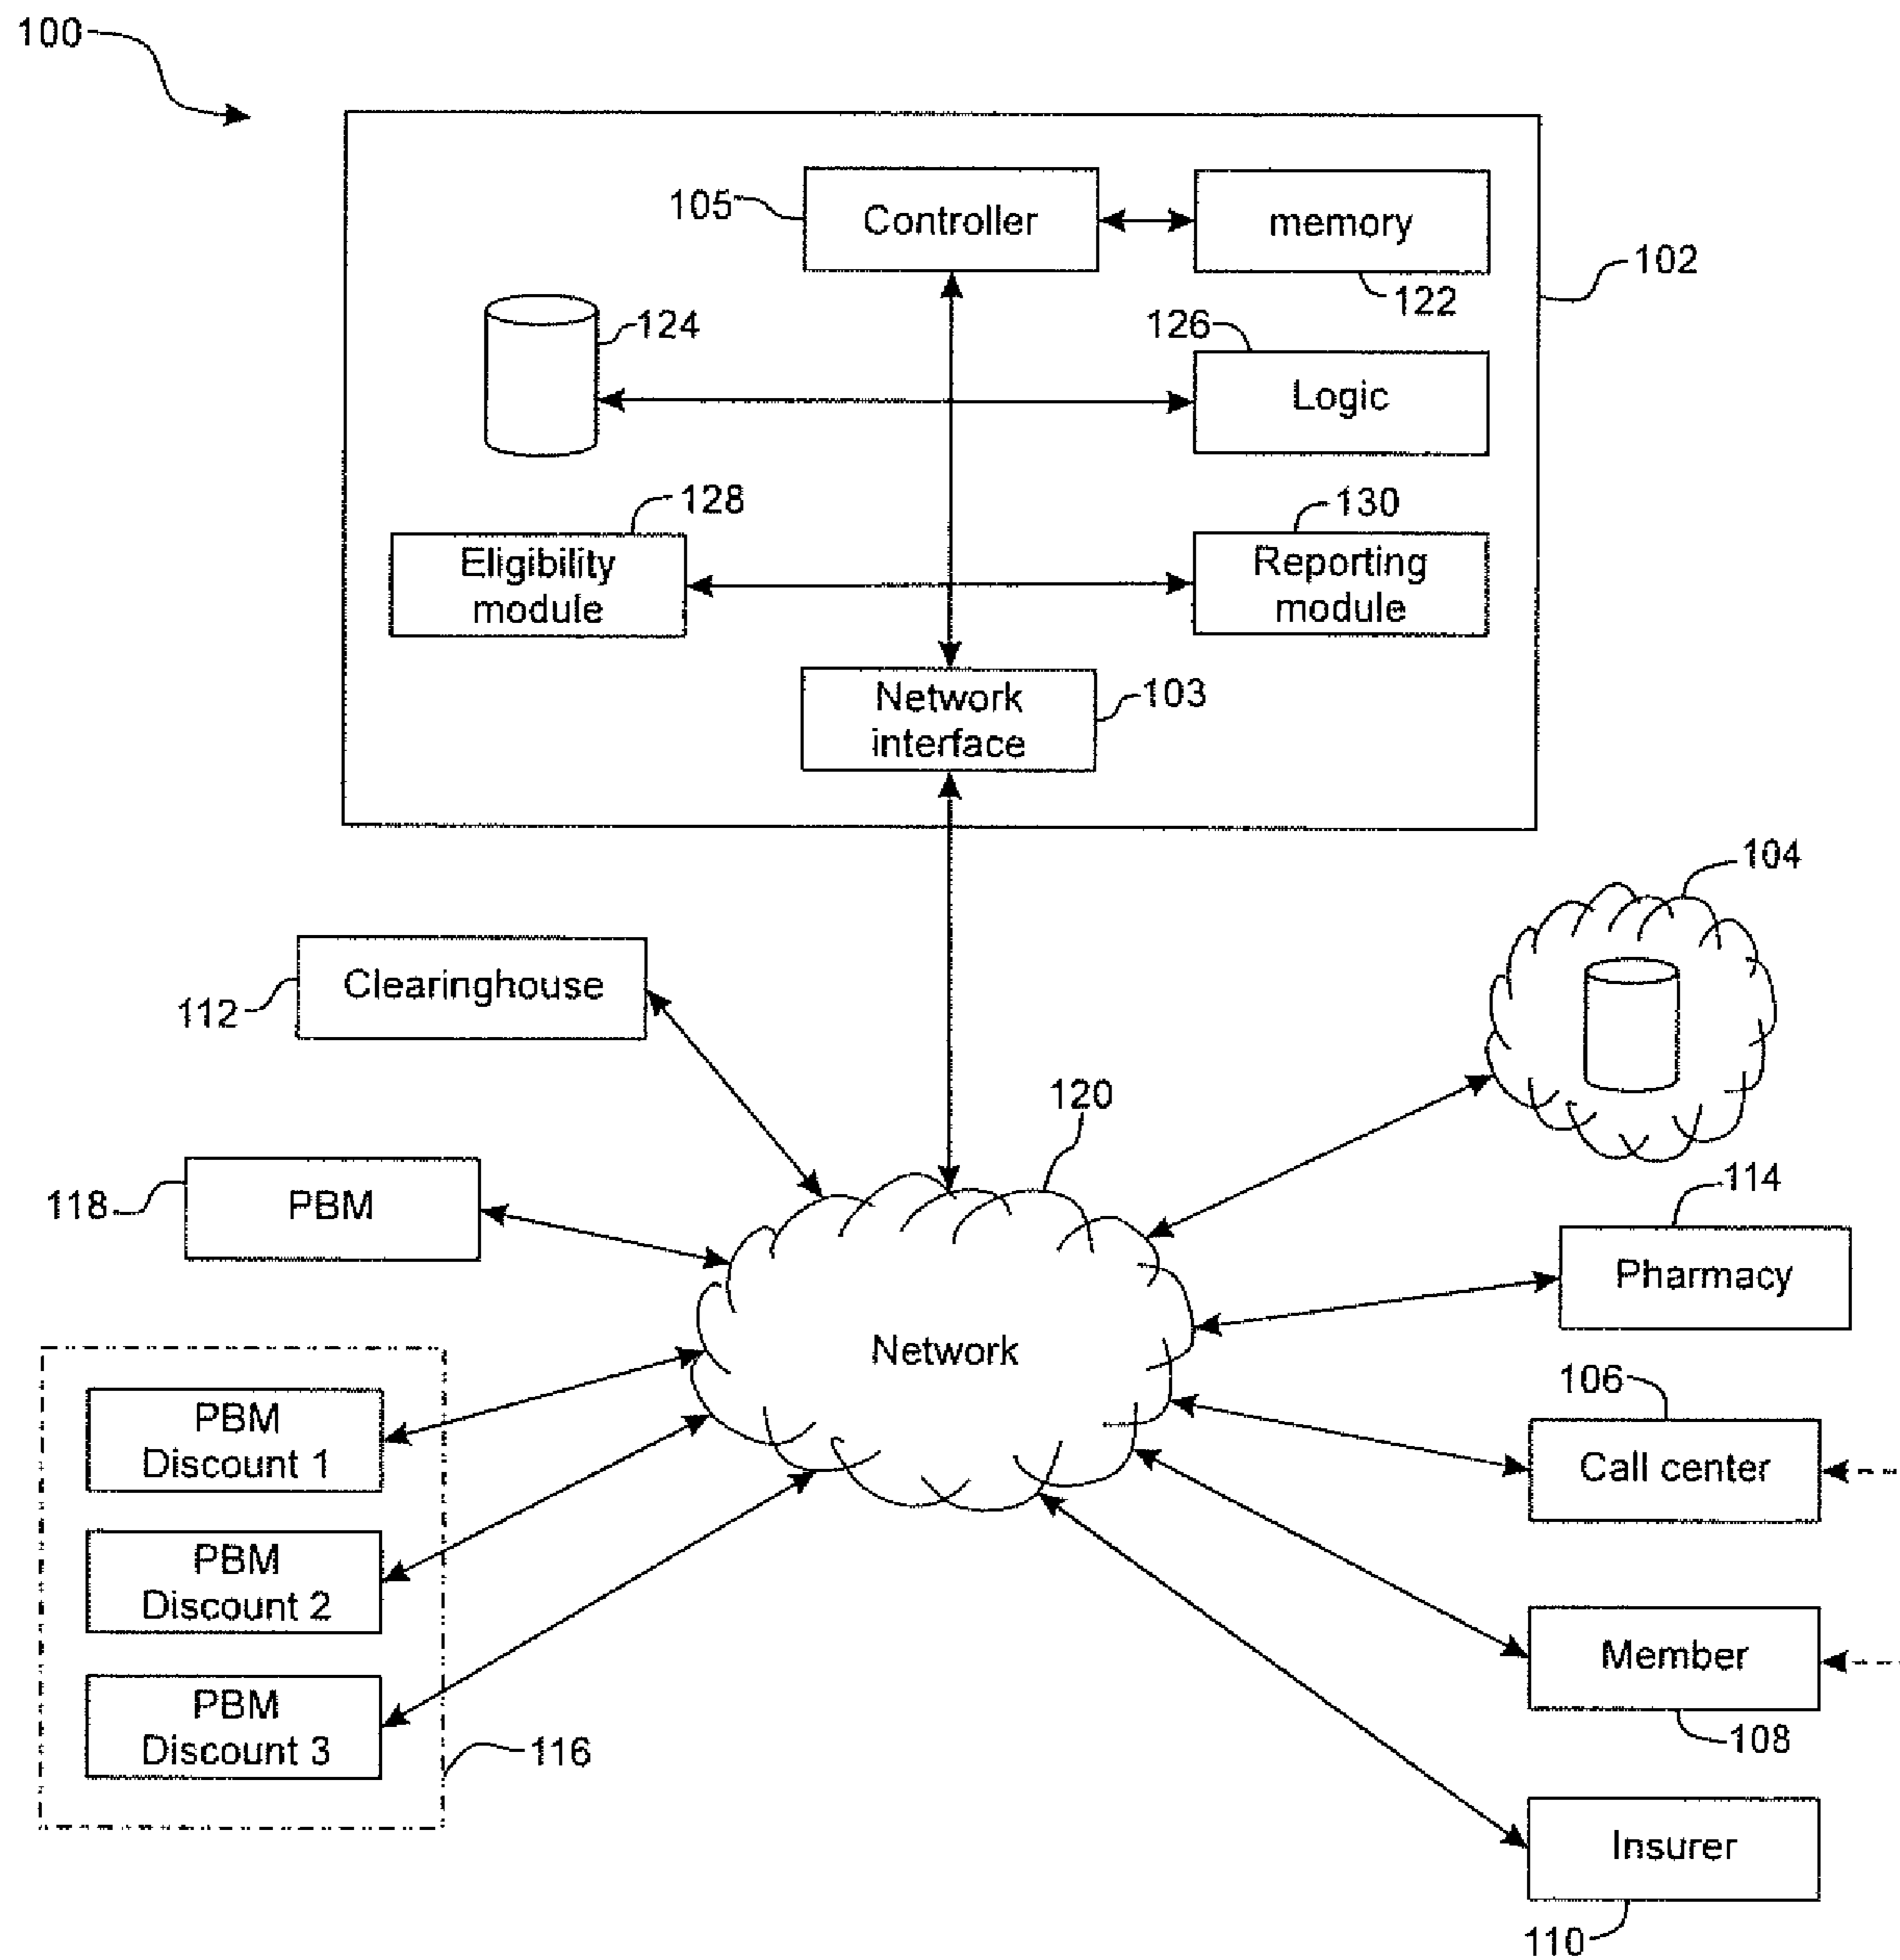 100
105
Controller
memory
102
122
124
126
Logic
128
130
Eligibility
module
Reporting
module
Network
interface
103
104
Clearinghouse
112
120
118
PBM
114
Pharmacy
Network
PBM
Discount 1
106
Call center
PBM
Discount 2
Member
108
PBM
Discount 3
116
Insurer
110